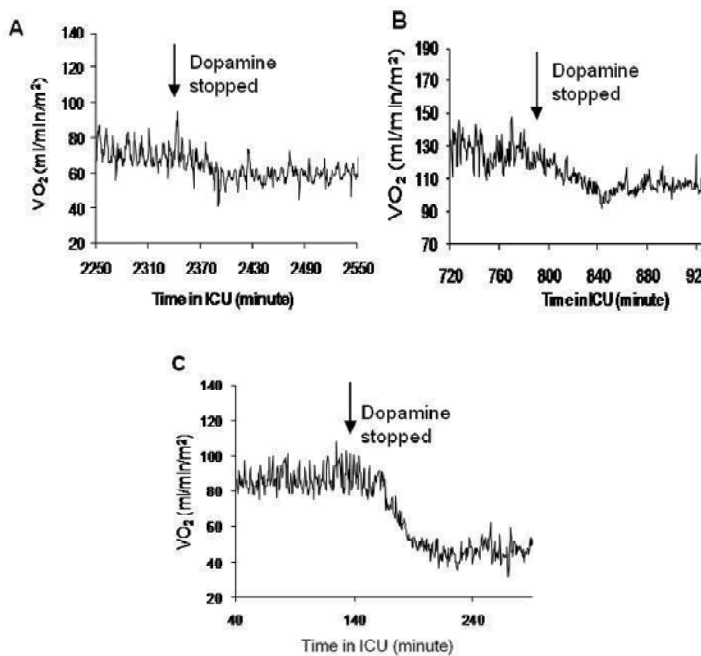 A
140
120
100
80
60
40
20
VO₂ (ml/min/m²)
Dopamine
stopped
2250 2310 2370 2430 2490 2550
Time in ICU (minute)
B
190
170
150
130
110
90
70
VO₂ (ml/min/m²)
Dopamine
stopped
720 760 800 840 880 920
Time in ICU (minute)
C
140
120
100
80
60
40
20
VO₂ (ml/min/m²)
Dopamine
stopped
40 140 240
Time in ICU (minute)